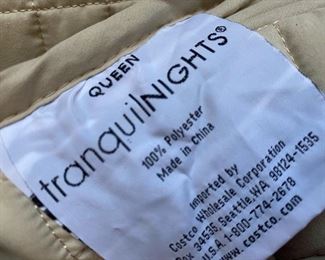 QUEEN
tranquilNIGHTS®
100% Polyester
Made in China
Imported by
Costco Wholesale Corporation
Box 34535, Seattle, WA 98124-1535
U.S.A 1-800-774-2678
www.costco.com